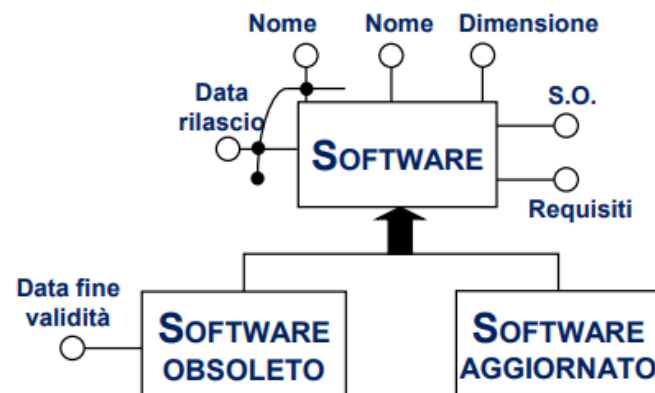 Nome
Nome
Dimensione
Data
rilascio
S.O.
SOFTWARE
Requisiti
Data fine
validità
SOFTWARE
OBSOLETO
SOFTWARE
AGGIORNATO